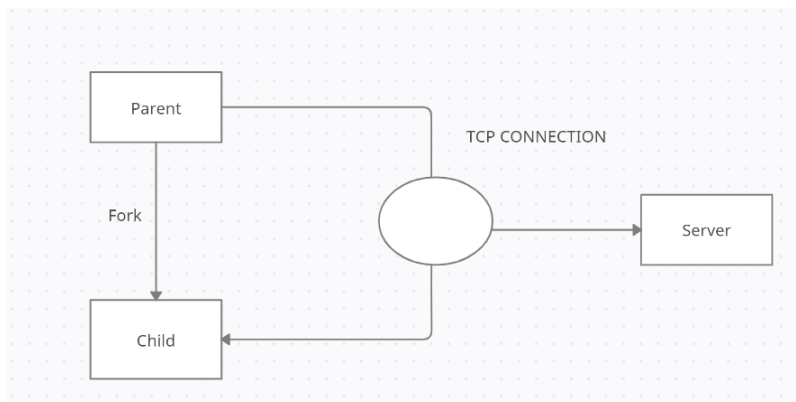 Parent
TCP CONNECTION
Fork
Server
Child